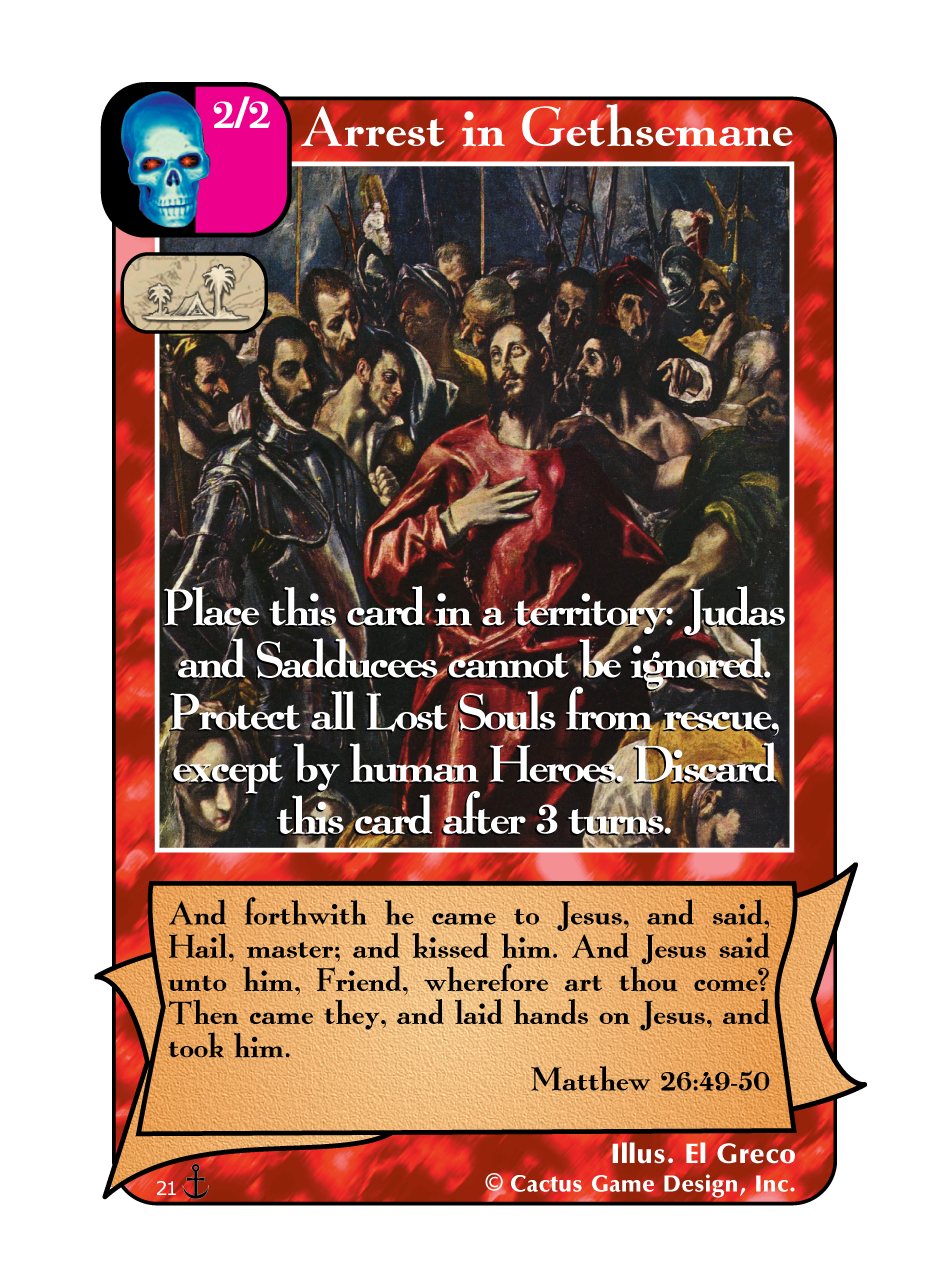 2/2
Arrest in Gethsemane
Place this card in a territory: Judas
and Sadducees cannot be ignored.
Protect all Lost Souls from rescue,
except by human Heroes. Discard
this card after 3 turns.
And forthwith he came to Jesus, and said,
Hail, master; and kissed him. And Jesus said
unto him, Friend, wherefore art thou come?
Then came they, and laid hands on Jesus, and
took him.
Matthew 26:49-50
Illus. El Greco
21
© Cactus Game Design, Inc.